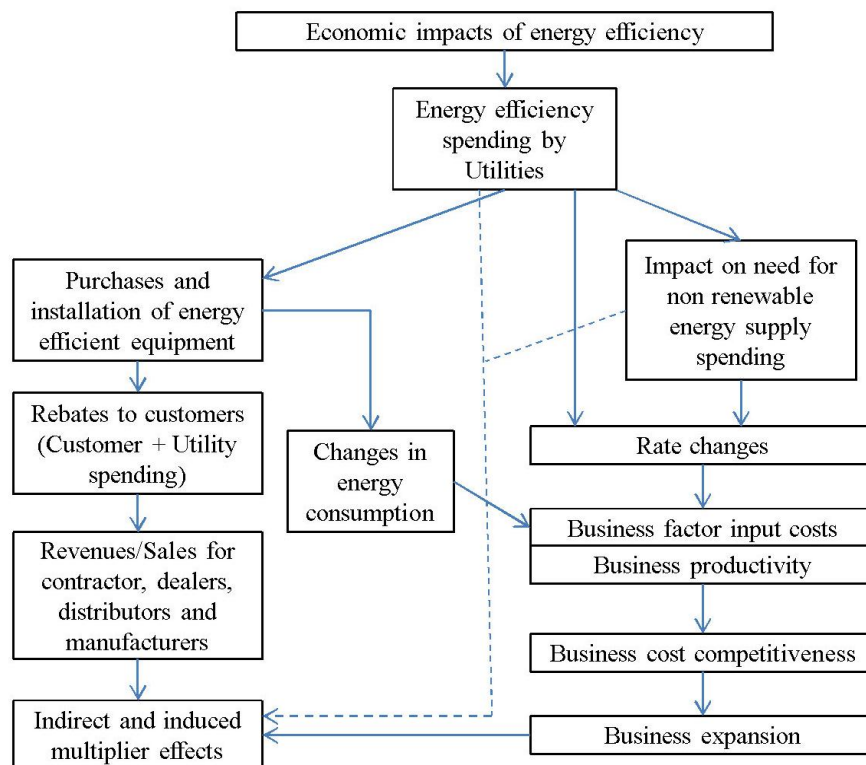 Economic impacts of energy efficiency
Energy efficiency
spending by
Utilities
Purchases and
installation of energy
efficient equipment
Impact on need for
non renewable
energy supply
spending
Rebates to customers
(Customer + Utility
spending)
Changes in
energy
consumption
Rate changes
Business factor input costs
Business productivity
Revenues/Sales for
contractor, dealers,
distributors and
manufacturers
Business cost competitiveness
Indirect and induced
multiplier effects
Business expansion